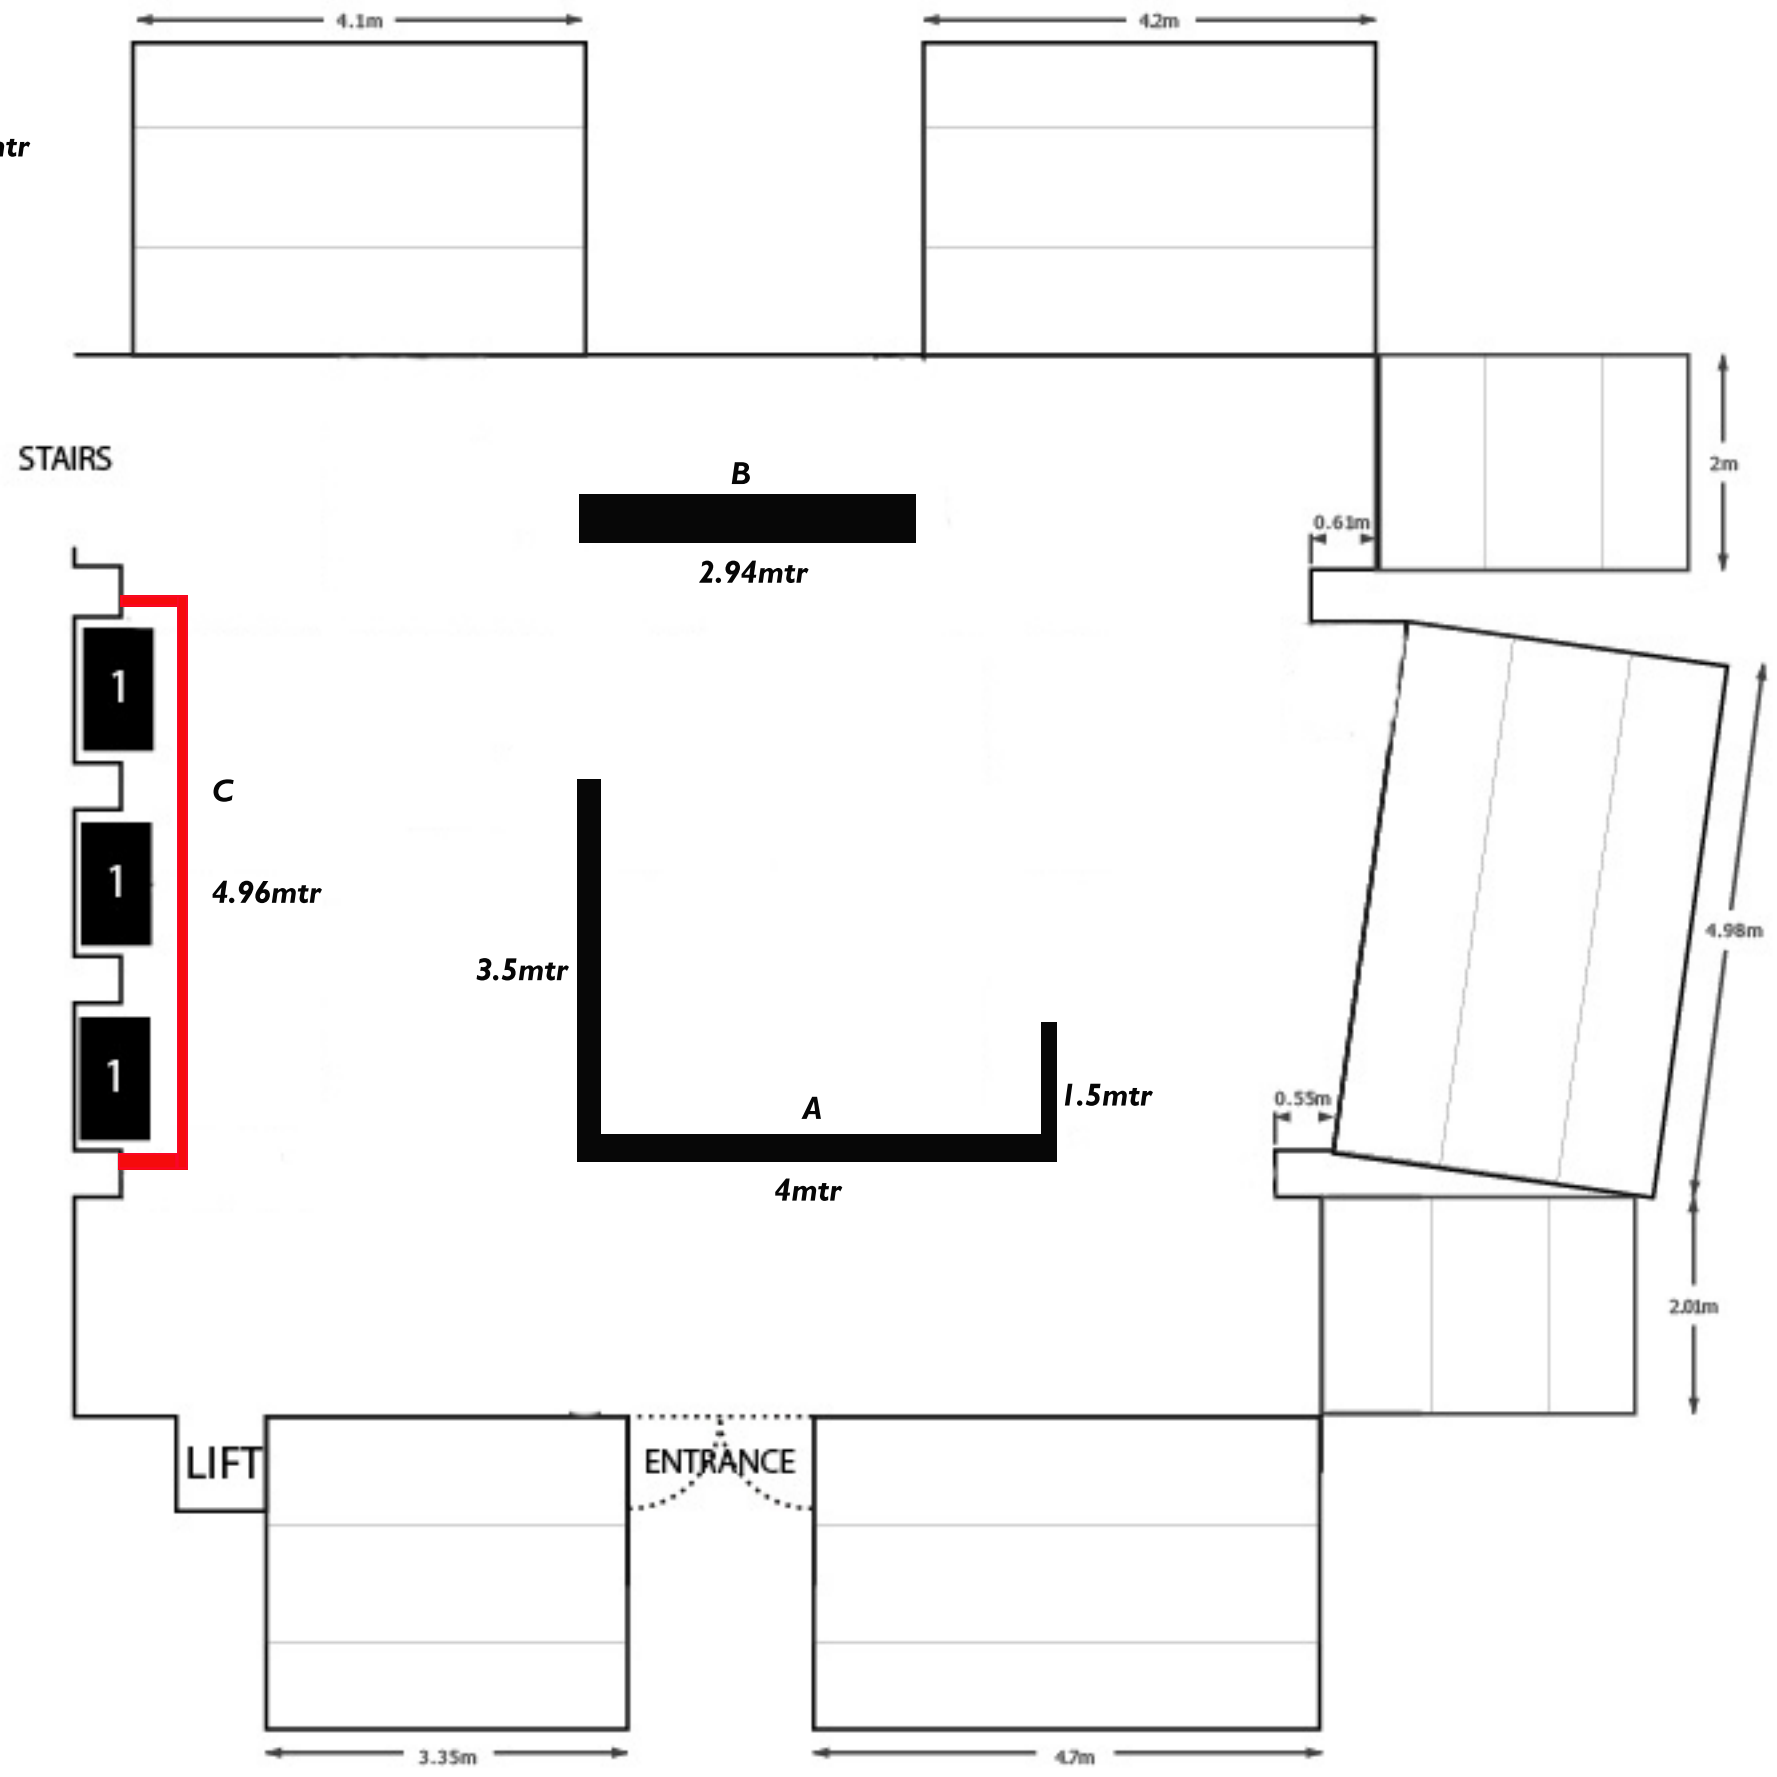 4.1m
4.2m
mtr
STAIRS
B
2m
0.61m
2.94mtr
1
C
1
4.96mtr
4.98m
3.5mtr
1
0.55m
1.5mtr
A
4mtr
2.01m
LIFT
ENTRANCE
3.35m
4.7m